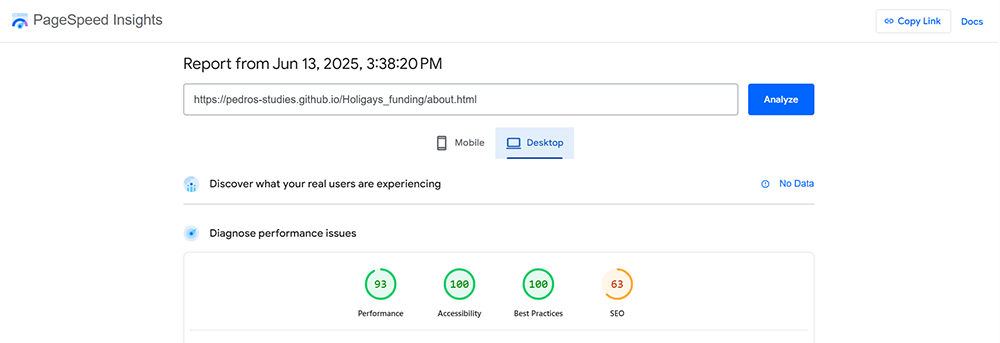 PageSpeed Insights
Copy Link
Docs
Report from Jun 13, 2025, 3:38:20 PM
https://pedros-studies.github.io/Holigays_funding/about.html
Analyze
Mobile
Desktop
Discover what your real users are experiencing
No Data
Diagnose performance issues
93
100
100
63
Performance
Accessibility
Best Practices
SEO